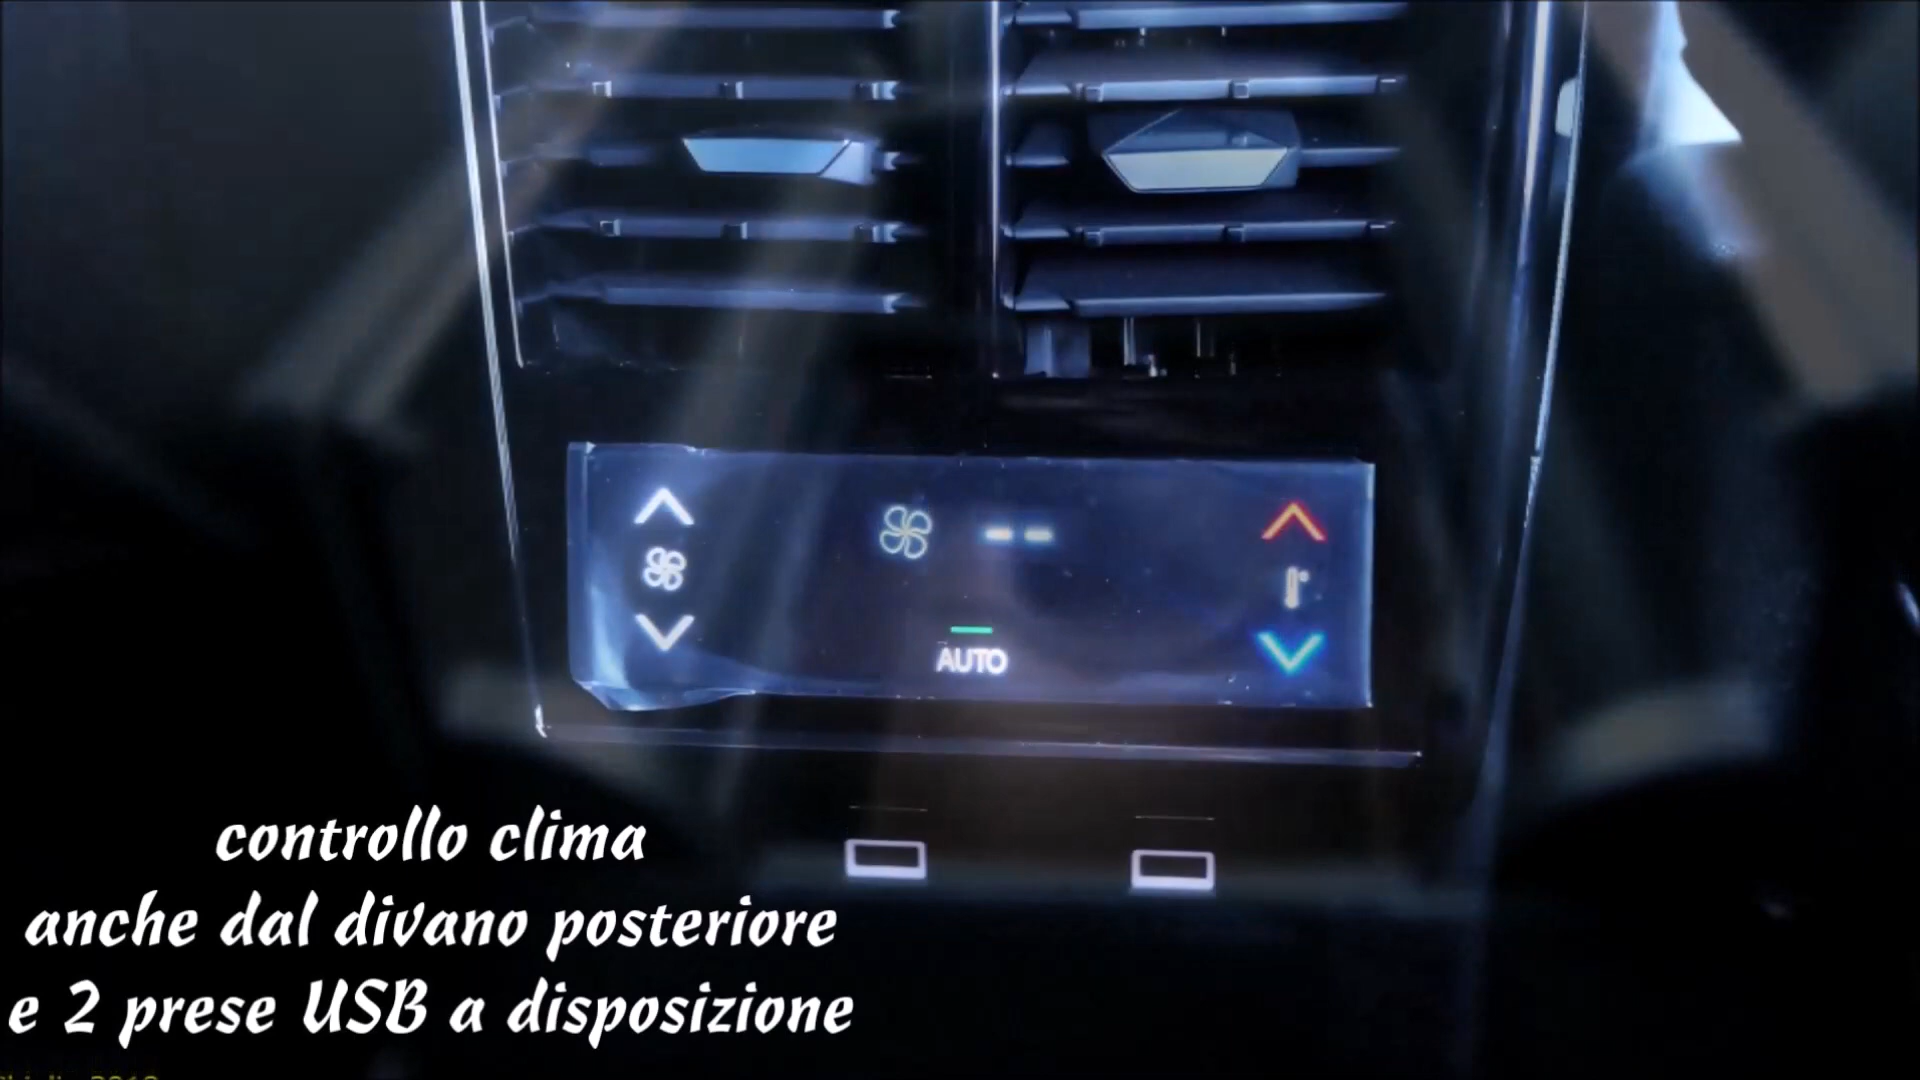 AUTO
controllo clima
anche dal divano posteriore
e 2 prese USB a disposizione